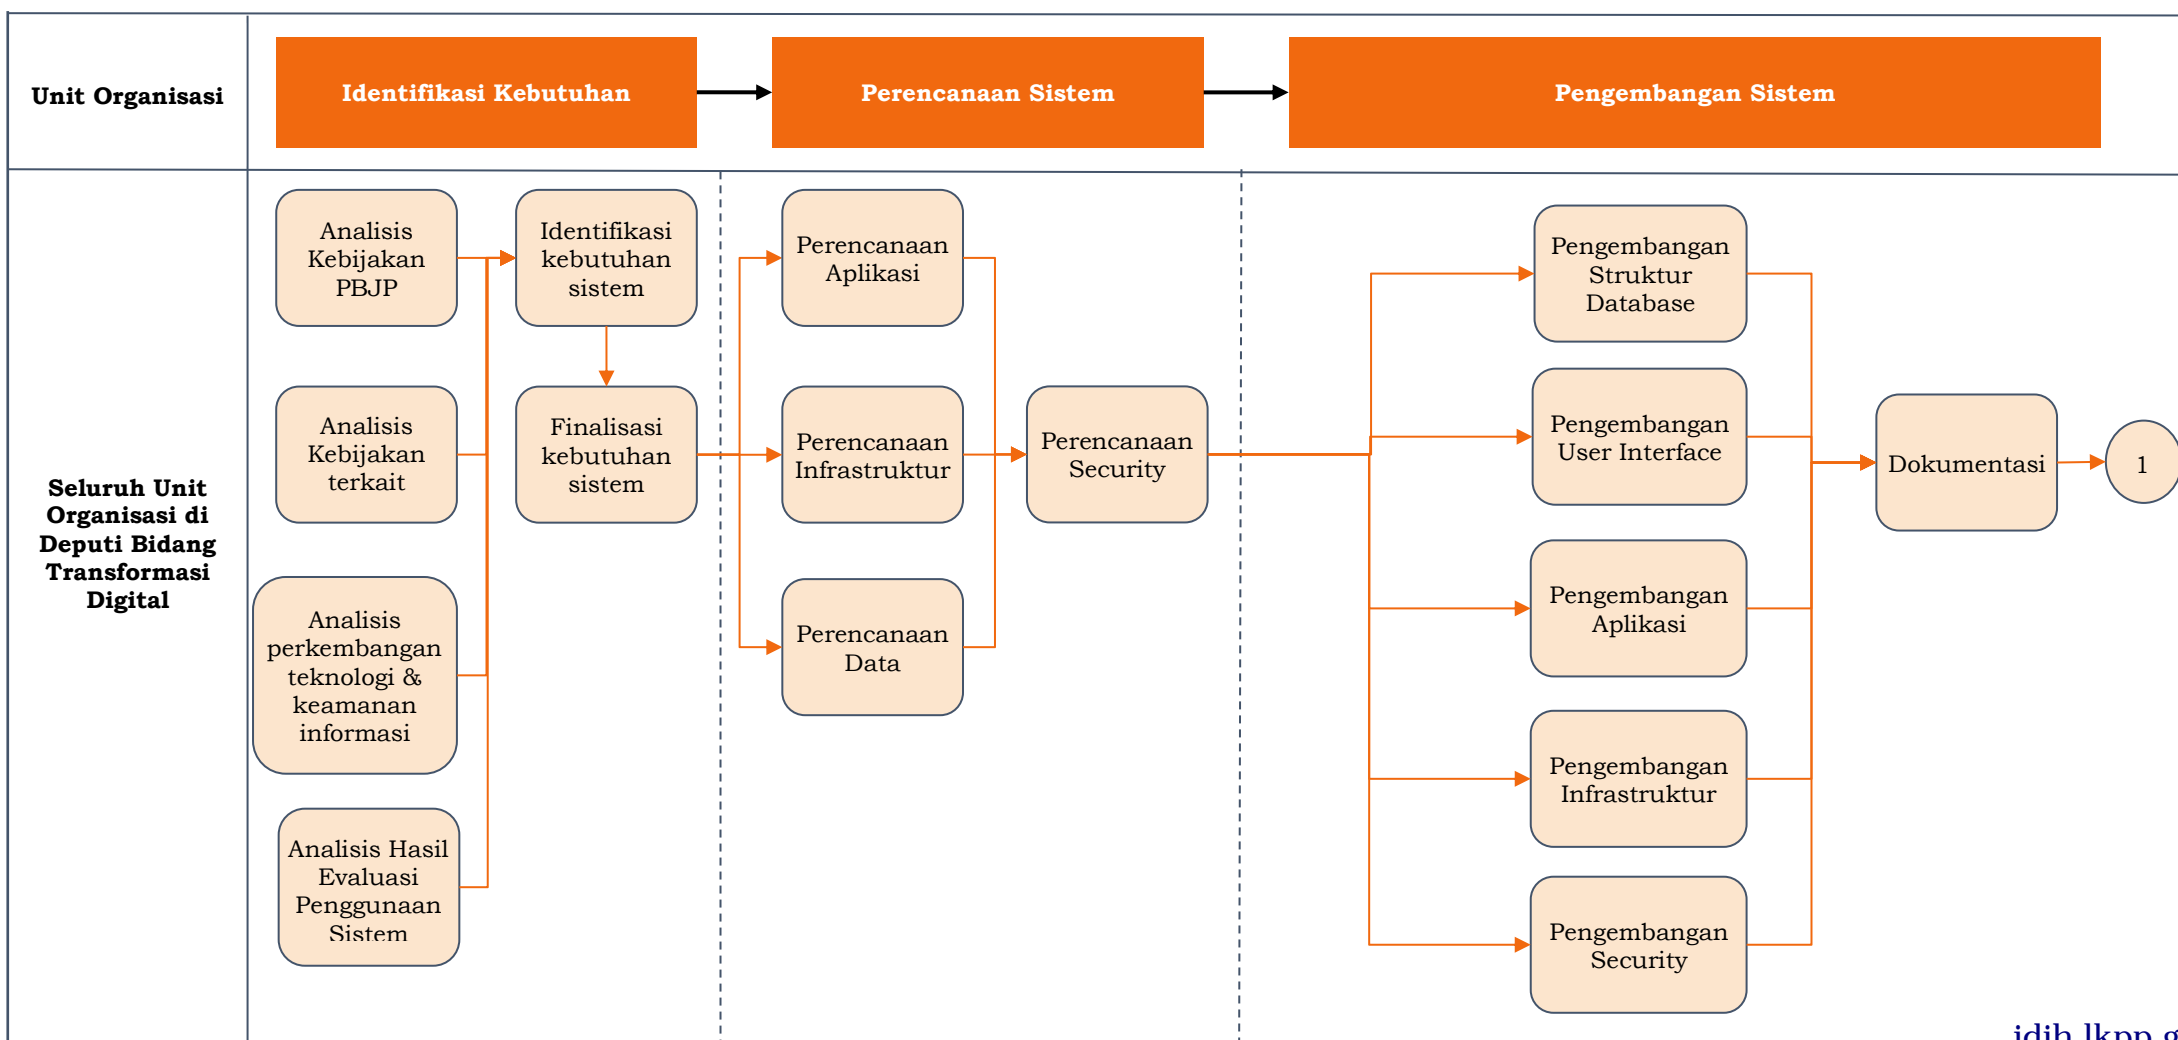 Unit Organisasi
Identifikasi Kebutuhan
Perencanaan Sistem
Pengembangan Sistem
Seluruh Unit
Organisasi di
Deputi Bidang
Transformasi
Digital
Analisis
Kebijakan
PBJP
Analisis
Kebijakan
terkait
Analisis
perkembangan
teknologi &
keamanan
informasi
Analisis Hasil
Evaluasi
Penggunaan
Sistem
Identifikasi
kebutuhan
sistem
Finalisasi
kebutuhan
sistem
Perencanaan
Aplikasi
Perencanaan
Infrastruktur
Perencanaan
Data
Perencanaan
Security
Pengembangan
Struktur
Database
Pengembangan
User Interface
Pengembangan
Aplikasi
Pengembangan
Infrastruktur
Pengembangan
Security
Dokumentasi
1
jdih.lkpp.g